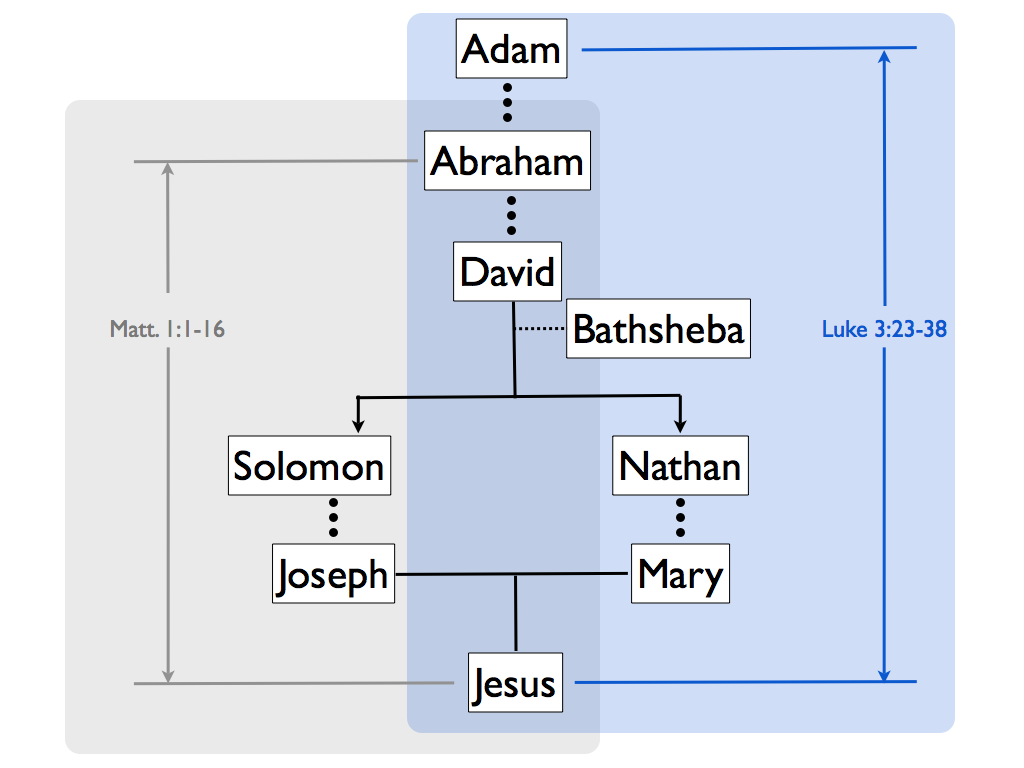 Adam
Abraham
David
Bathsheba
Matt. 1:1-16
Luke 3:23-38
Solomon
Nathan
Joseph
Mary
Jesus